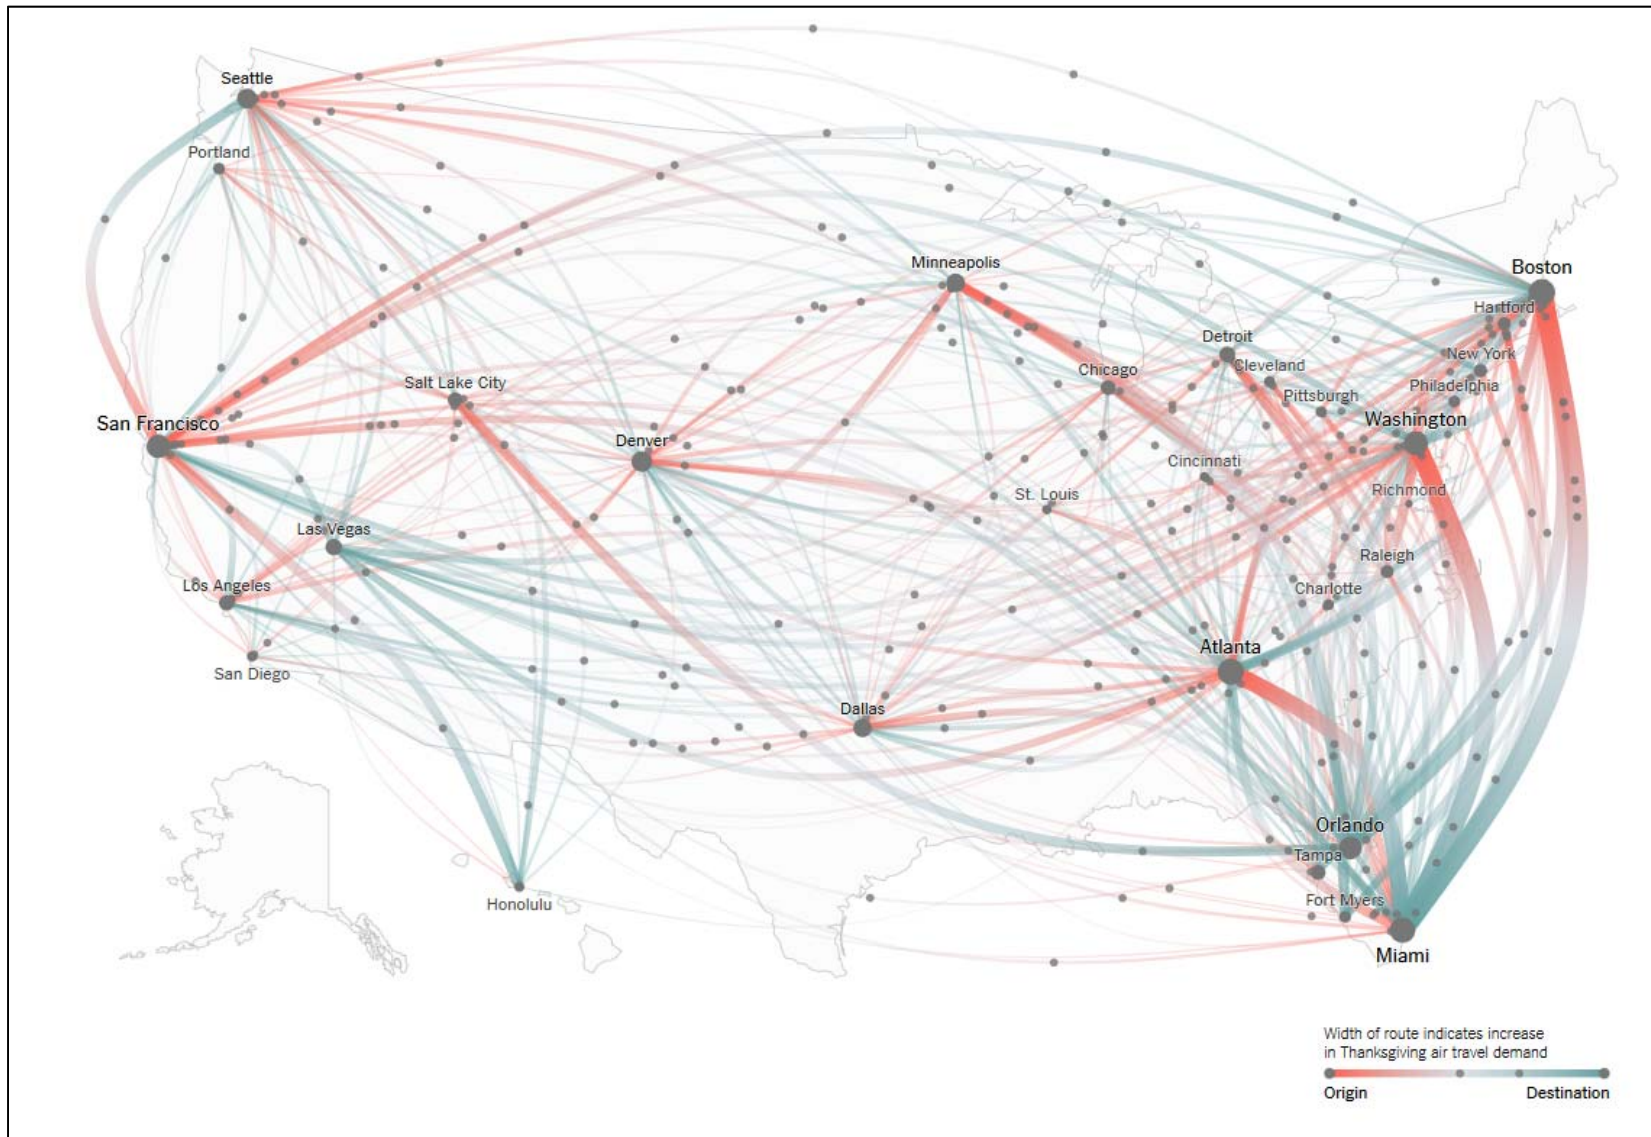 Seattle
Portland
Minneapolis
Boston
Hartford
Detroit
New York
Cleveland
Chicago
Salt Lake City
Philadelphia
Pittsburgh
San Francisco
Washington
Denver
Cincinnati
Richmond
St. Louis
Las Vegas
Raleigh
Los Angeles
Charlotte
Atlanta
San Diego
Dallas
Orlando
Tampa
Fort Myers
Honolulu
Miami
Width of route indicates increase
in Thanksgiving air travel demand
Origin Destination